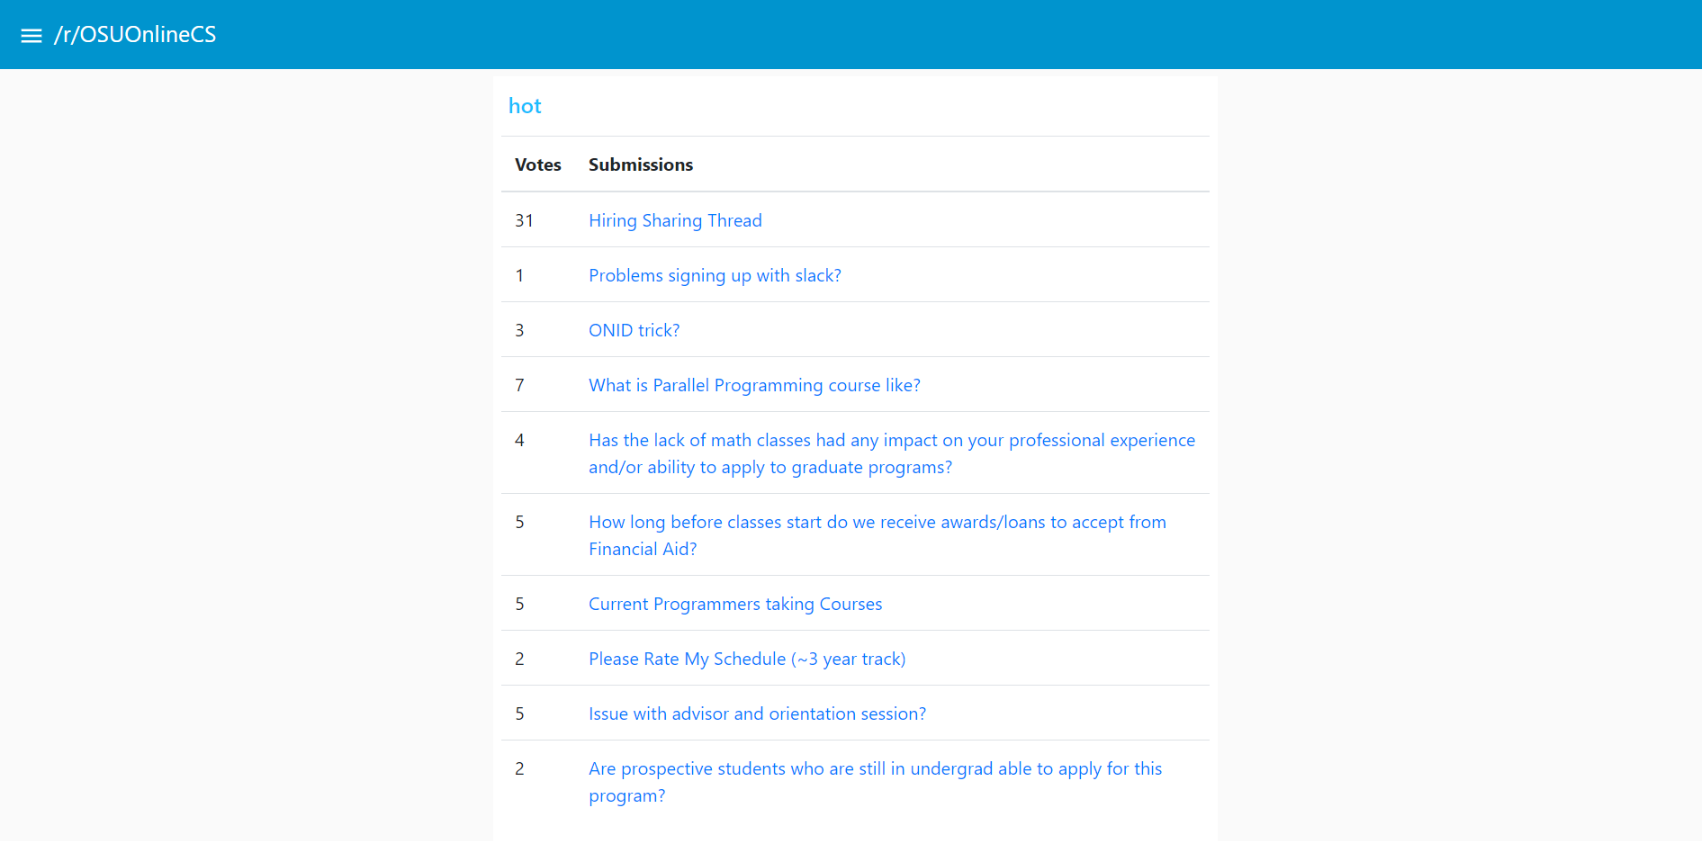 /r/OSUOnlineCS
hot
Votes Submissions
31 Hiring Sharing Thread
1 Problems signing up with slack?
3 ONID trick?
7 What is Parallel Programming course like?
4 Has the lack of math classes had any impact on your professional experience
and/or ability to apply to graduate programs?
5 How long before classes start do we receive awards/loans to accept from
Financial Aid?
5 Current Programmers taking Courses
2 Please Rate My Schedule (~3 year track)
5 Issue with advisor and orientation session?
2 Are prospective students who are still in undergrad able to apply for this
program?